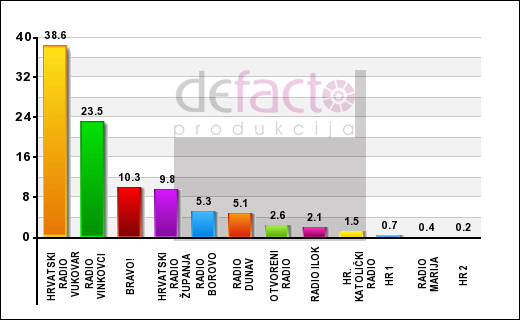 defacto
produkcija
40
32
24
16
8
0
38.6
23.5
10.3
9.8
5.3
5.1
2.6
2.1
1.5
0.7
0.4
0.2
HRVATSKI
RADIO
VUKOVAR
RADIO
VINKOVCI
BRAVO!
HRVATSKI
RADIO
ŽUPANJA
RADIO
BOROVO
RADIO
DUNAV
OTVORENI
RADIO
RADIO ILOK
HR.
KATOLIČKI
RADIO
HR 1
RADIO
MARIJA
HR 2